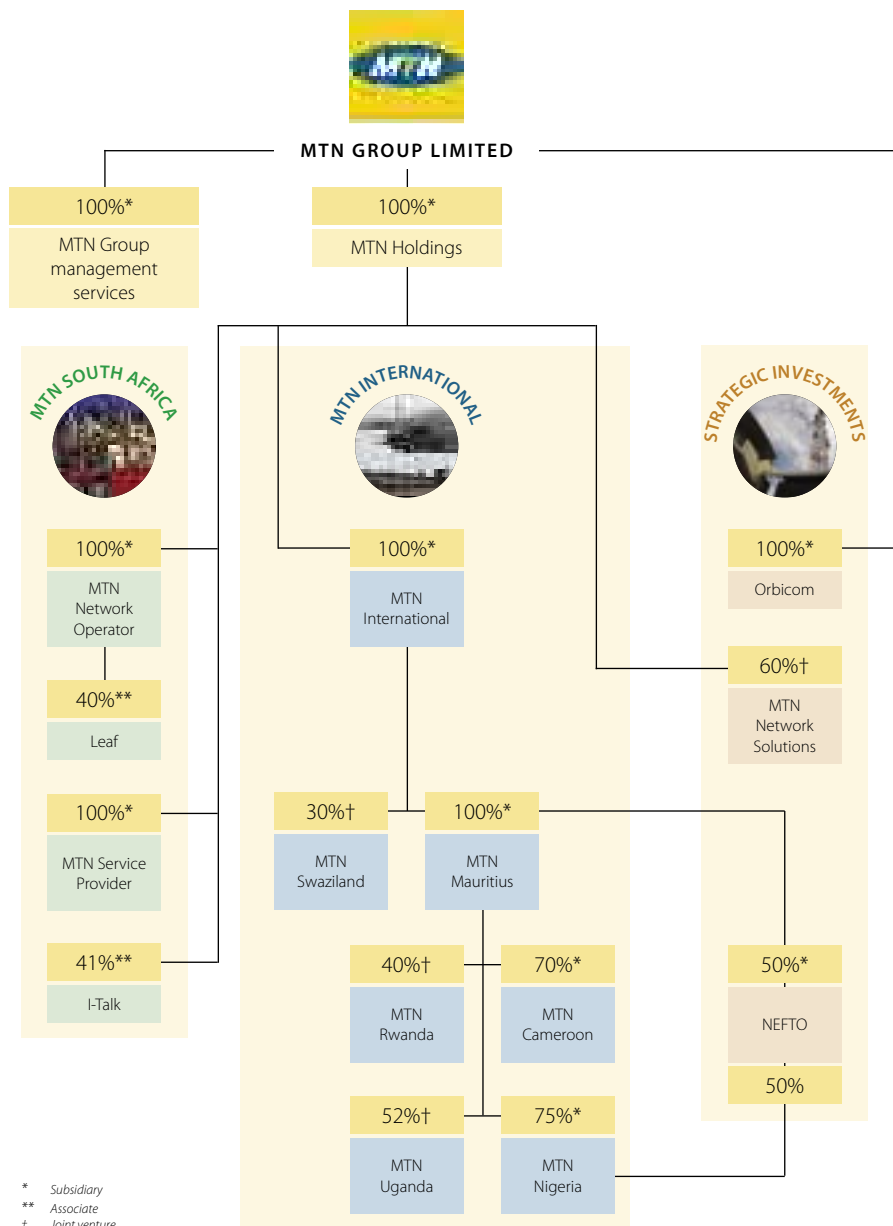 MTN
MTN GROUP LIMITED
100%*
MTN Group
management
services
100%*
MTN Holdings
MTN SOUTH AFRICA
100%*
MTN
Network
Operator
40%**
Leaf
100%*
MTN Service
Provider
41%**
I-Talk
MTN INTERNATIONAL
100%*
MTN
International
30%†
MTN
Swaziland
100%*
MTN
Mauritius
40%†
MTN
Rwanda
70%*
MTN
Cameroon
52%†
MTN
Uganda
75%*
MTN
Nigeria
STRATEGIC INVESTMENTS
100%*
Orbicom
60%†
MTN
Network
Solutions
50%*
NEFTO
50%
* Subsidiary
** Associate
† Joint venture